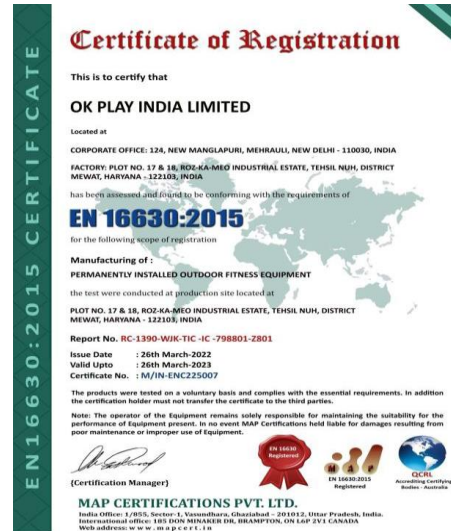 EN16630:2015 CERTIFICATE
Certificate of Registration
This is to certify that
OK PLAY INDIA LIMITED
Located at
CORPORATE OFFICE: 124, NEW MANGLAPURI, MEHRAULI, NEW DELHI - 110030, INDIA
FACTORY: PLOT NO. 17 & 18, ROZ-KA-MEO INDUSTRIAL ESTATE, TEHSIL NUH, DISTRICT
MEWAT, HARYANA - 122103, INDIA
has been assessed and found to be conforming with the requirements of
EN 16630:2015
for the following scope of registration
Manufacturing of :
PERMANENTLY INSTALLED OUTDOOR FITNESS EQUIPMENT
the test were conducted at production site located at
PLOT NO. 17 & 18, ROZ-KA-MEO INDUSTRIAL ESTATE, TEHSIL NUH, DISTRICT
MEWAT, HARYANA - 122103, INDIA
Report No. RC-1390-WJK-TIC -IC -798801-Z801
Issue Date : 26th March-2022
Valid Upto : 26th March-2023
Certificate No. : M/IN-ENC225007
The products were tested on a voluntary basis and complies with the essential requirements. In addition
the certification holder must not transfer the certificate to the third parties.
Note: The operator of the Equipment remains solely responsible for maintaining the suitability for the
performance of Equipment present. In no event MAP Certifications held liable for damages resulting from
poor maintenance or improper use of Equipment.
(Certification Manager)
EN 16630
Registered
MAP
EN 16630:2015
Registered
QCRL
Accrediting Certifying
Bodies - Australia
MAP CERTIFICATIONS PVT. LTD.
India Office: 1/855, Sector-1, Vasundhara, Ghaziabad - 201012, Uttar Pradesh, India.
International office: 185 DON MINAKER DR, BRAMPTON, ON L6P 2V1 CANADA
Web address: www.mapcert.in